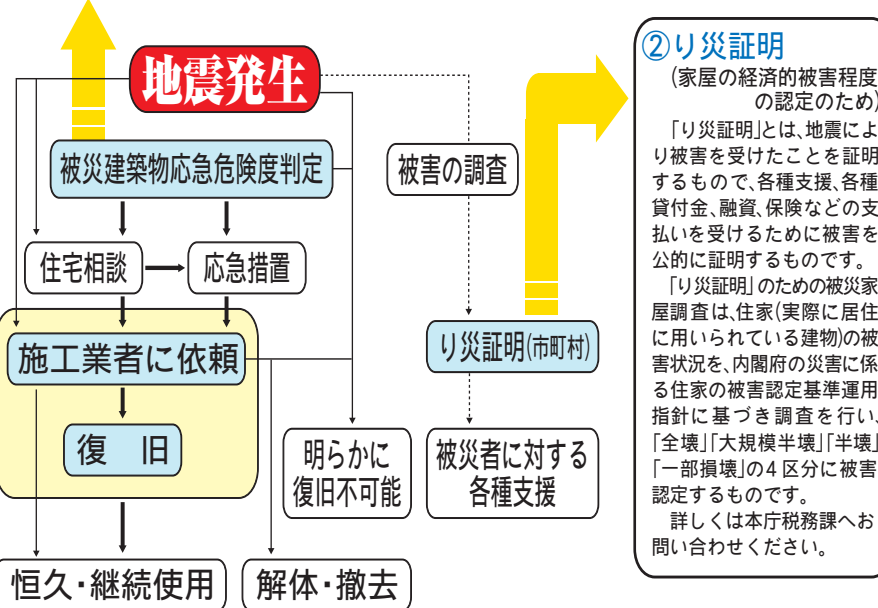 地震発生
被災建築物応急危険度判定
被害の調査
住宅相談
応急措置
施工業者に依頼
り災証明(市町村)
復　旧
明らかに
復旧不可能
被災者に対する
各種支援
恒久・継続使用
解体・撤去
②り災証明
(家屋の経済的被害程度
の認定のため)
「り災証明」とは、地震によ
り被害を受けたことを証明
するもので、各種支援、各種
貸付金、融資、保険などの支
払いを受けるために被害を
公的に証明するものです。
「り災証明」のための被災家
屋調査は、住家(実際に居住
に用いられている建物)の被
害状況を、内閣府の災害に係
る住家の被害認定基準運用
指針に基づき調査を行い、
「全壊」「大規模半壊」「半壊」
「一部損壊」の4区分に被害
認定するものです。
詳しくは本庁税務課へお
問い合わせください。